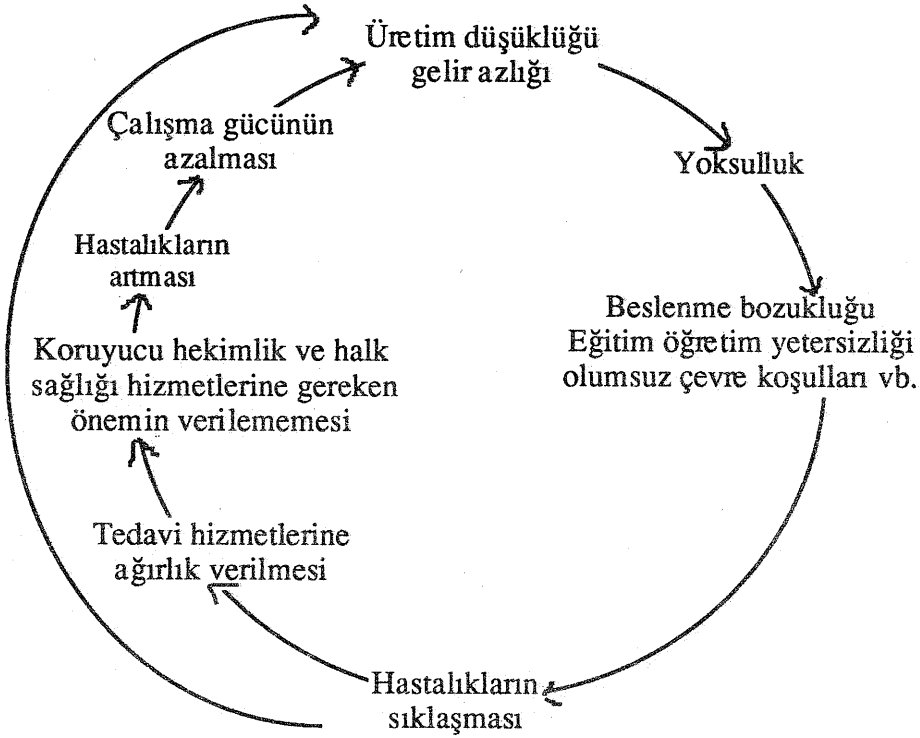 Üretim düşüklüğü
gelir azlığı
Yoksulluk
Beslenme bozukluğu
Eğitim öğretim yetersizliği
olumsuz çevre koşulları vb.
Hastalıkların
sıklaşması
Tedavi hizmetlerine
ağırlık verilmesi
Koruyucu hekimlik ve halk
sağlığı hizmetlerine gereken
önemin verilememesi
Hastalıkların
artması
Çalışma gücünün
azalması